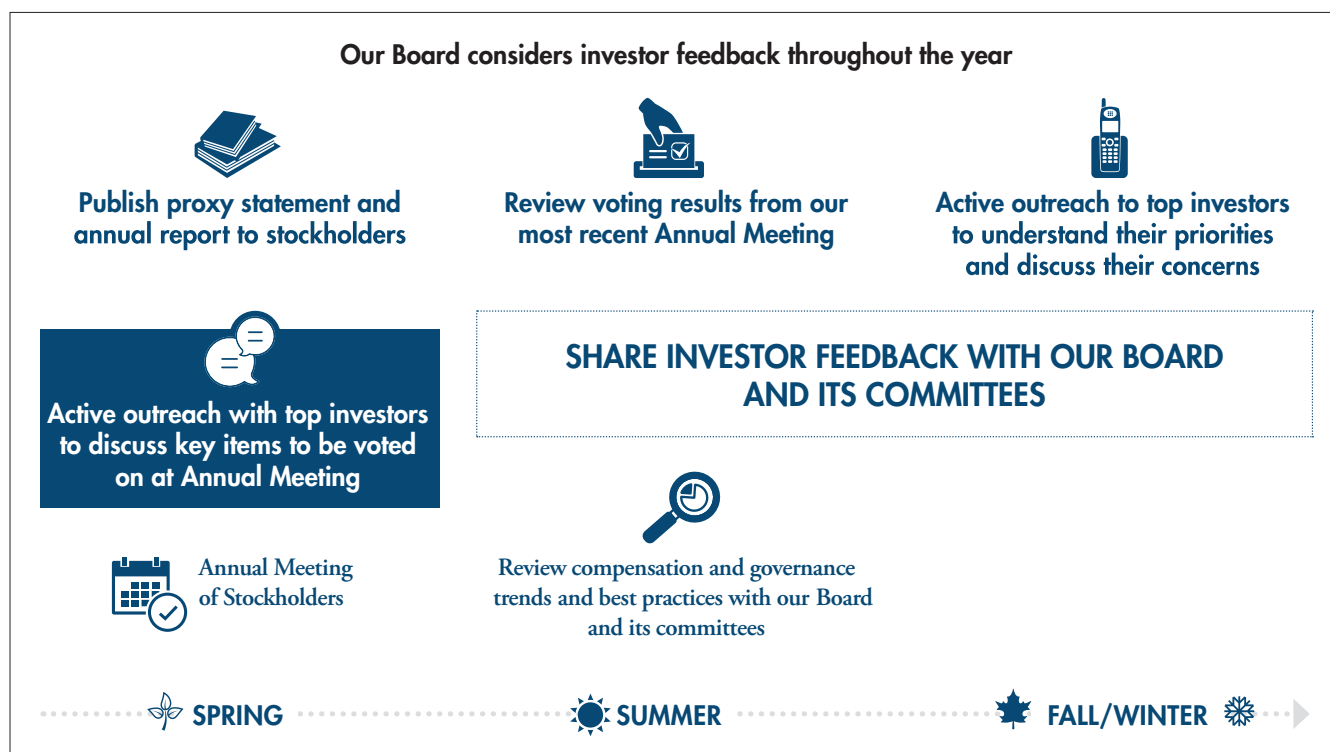 Our Board considers investor feedback throughout the year
Publish proxy statement and
annual report to stockholders
Review voting results from our
most recent Annual Meeting
Active outreach to top investors
to understand their priorities
and discuss their concerns
Active outreach with top investors
to discuss key items to be voted
on at Annual Meeting
SHARE INVESTOR FEEDBACK WITH OUR BOARD
AND ITS COMMITTEES
Annual Meeting
of Stockholders
Review compensation and governance
trends and best practices with our Board
and its committees
SPRING
SUMMER
FALL/WINTER